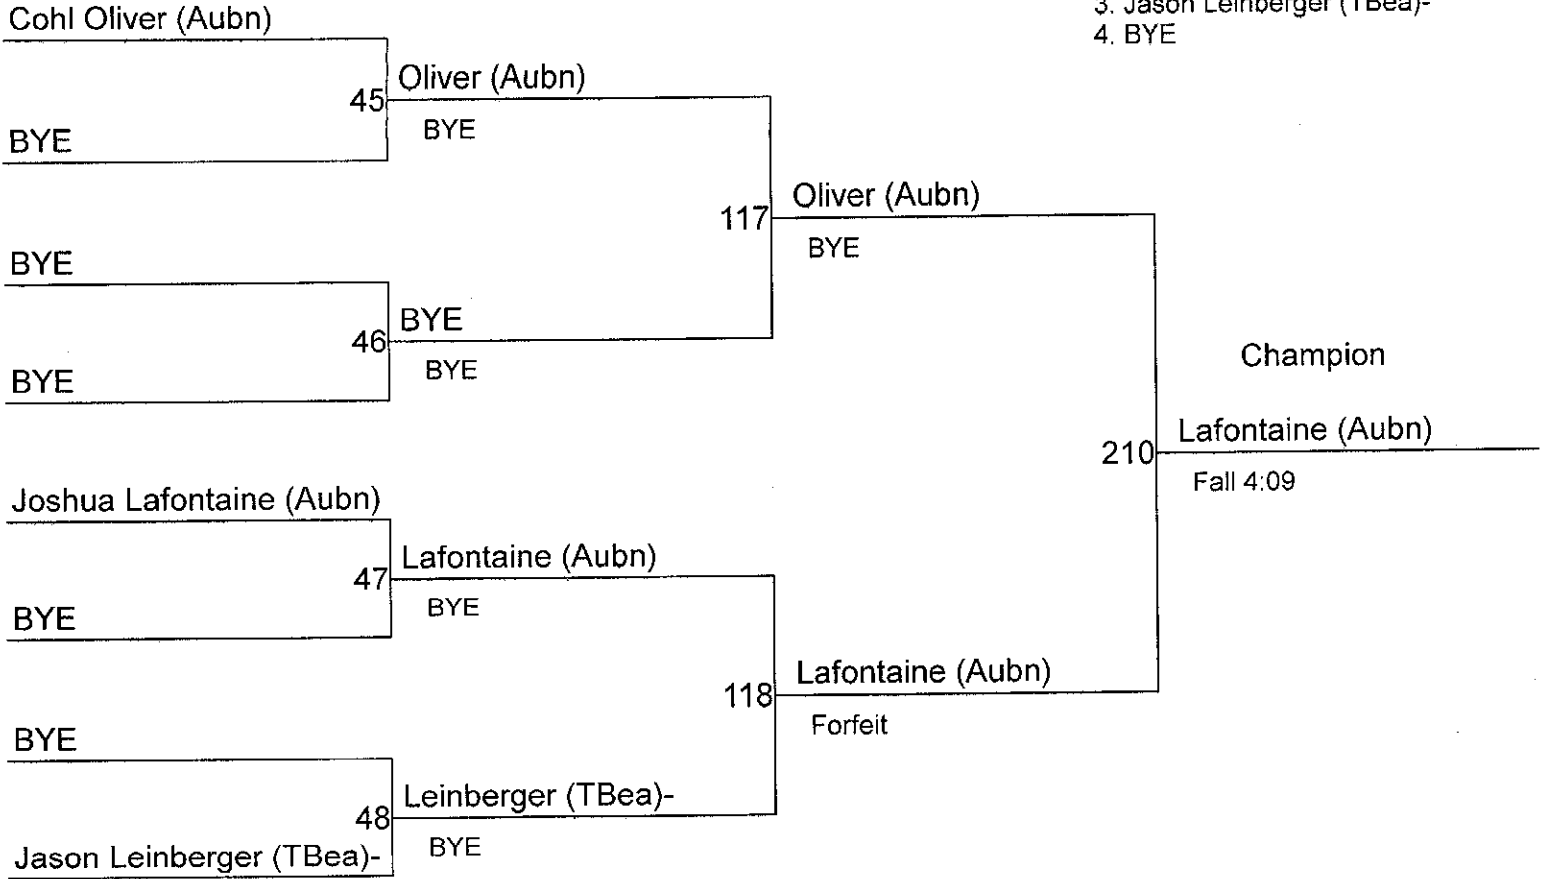 Cohl Oliver (Aubn)
3. Jason Leinberger (TBea)-
4. BYE
45
Oliver (Aubn)
BYE
BYE
117
Oliver (Aubn)
BYE
BYE
46
BYE
BYE
BYE
Champion
210
Lafontaine (Aubn)
Fall 4:09
Joshua Lafontaine (Aubn)
47
Lafontaine (Aubn)
BYE
BYE
118
Lafontaine (Aubn)
Forfeit
BYE
48
Leinberger (TBea)-
BYE
Jason Leinberger (TBea)-